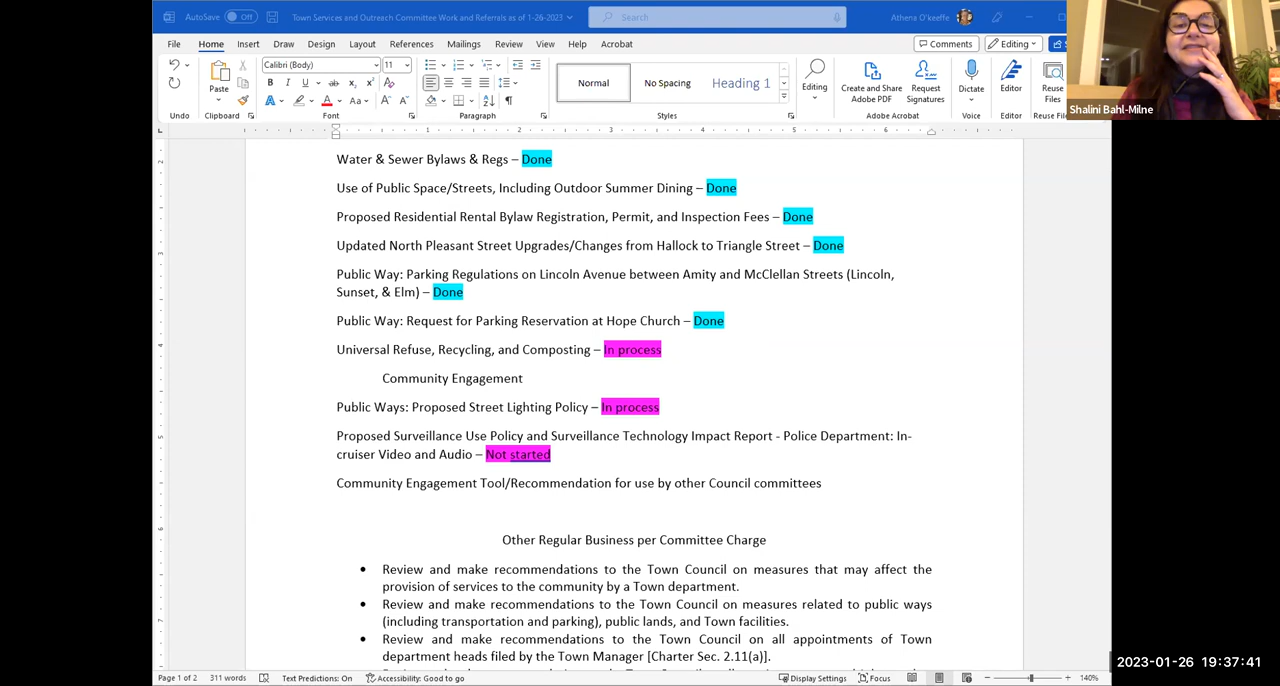 AutoSave Off Town Services and Outreach Committee Work and Referrals as of 1-26-2023 Search Athena O'keeffe
File Home Insert Draw Design Layout References Mailings Review View Help Acrobat Comments Editing
Calibri (Body) 11
Normal No Spacing Heading 1
Paste Editing Create and Share Adobe PDF Request Signatures Dictate Editor Reuse Files
Undo Clipboard Font Paragraph Styles Editing Adobe Acrobat Voice Editor Reuse File
Shalini Bahl-Milne
Water & Sewer Bylaws & Regs – Done
Use of Public Space/Streets, Including Outdoor Summer Dining – Done
Proposed Residential Rental Bylaw Registration, Permit, and Inspection Fees – Done
Updated North Pleasant Street Upgrades/Changes from Hallock to Triangle Street – Done
Public Way: Parking Regulations on Lincoln Avenue between Amity and McClellan Streets (Lincoln,
Sunset, & Elm) – Done
Public Way: Request for Parking Reservation at Hope Church – Done
Universal Refuse, Recycling, and Composting – In process
Community Engagement
Public Ways: Proposed Street Lighting Policy – In process
Proposed Surveillance Use Policy and Surveillance Technology Impact Report - Police Department: In-
cruiser Video and Audio – Not started
Community Engagement Tool/Recommendation for use by other Council committees
Other Regular Business per Committee Charge
• Review and make recommendations to the Town Council on measures that may affect the
provision of services to the community by a Town department.
• Review and make recommendations to the Town Council on measures related to public ways
(including transportation and parking), public lands, and Town facilities.
• Review and make recommendations to the Town Council on all appointments of Town
department heads filed by the Town Manager [Charter Sec. 2.11(a)].
Page 1 of 2 311 words Text Predictions: On Accessibility: Good to go Display Settings Focus 140%
2023-01-26 19:37:41